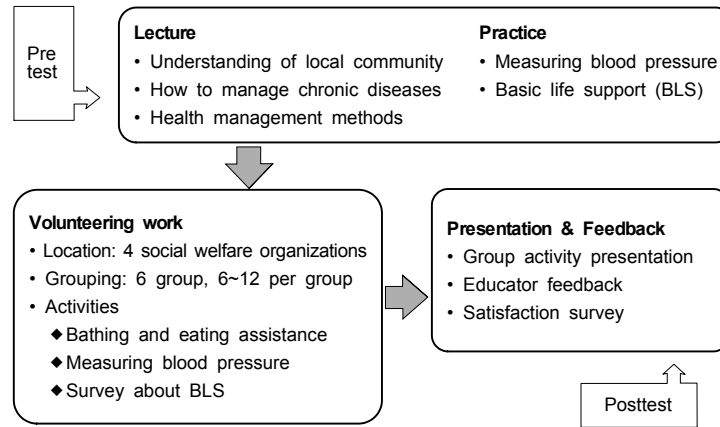 Pre
test
Lecture
• Understanding of local community
• How to manage chronic diseases
• Health management methods
Practice
• Measuring blood pressure
• Basic life support (BLS)
Volunteering work
• Location: 4 social welfare organizations
• Grouping: 6 group, 6~12 per group
• Activities
◆Bathing and eating assistance
◆Measuring blood pressure
◆Survey about BLS
Presentation & Feedback
• Group activity presentation
• Educator feedback
• Satisfaction survey
Posttest